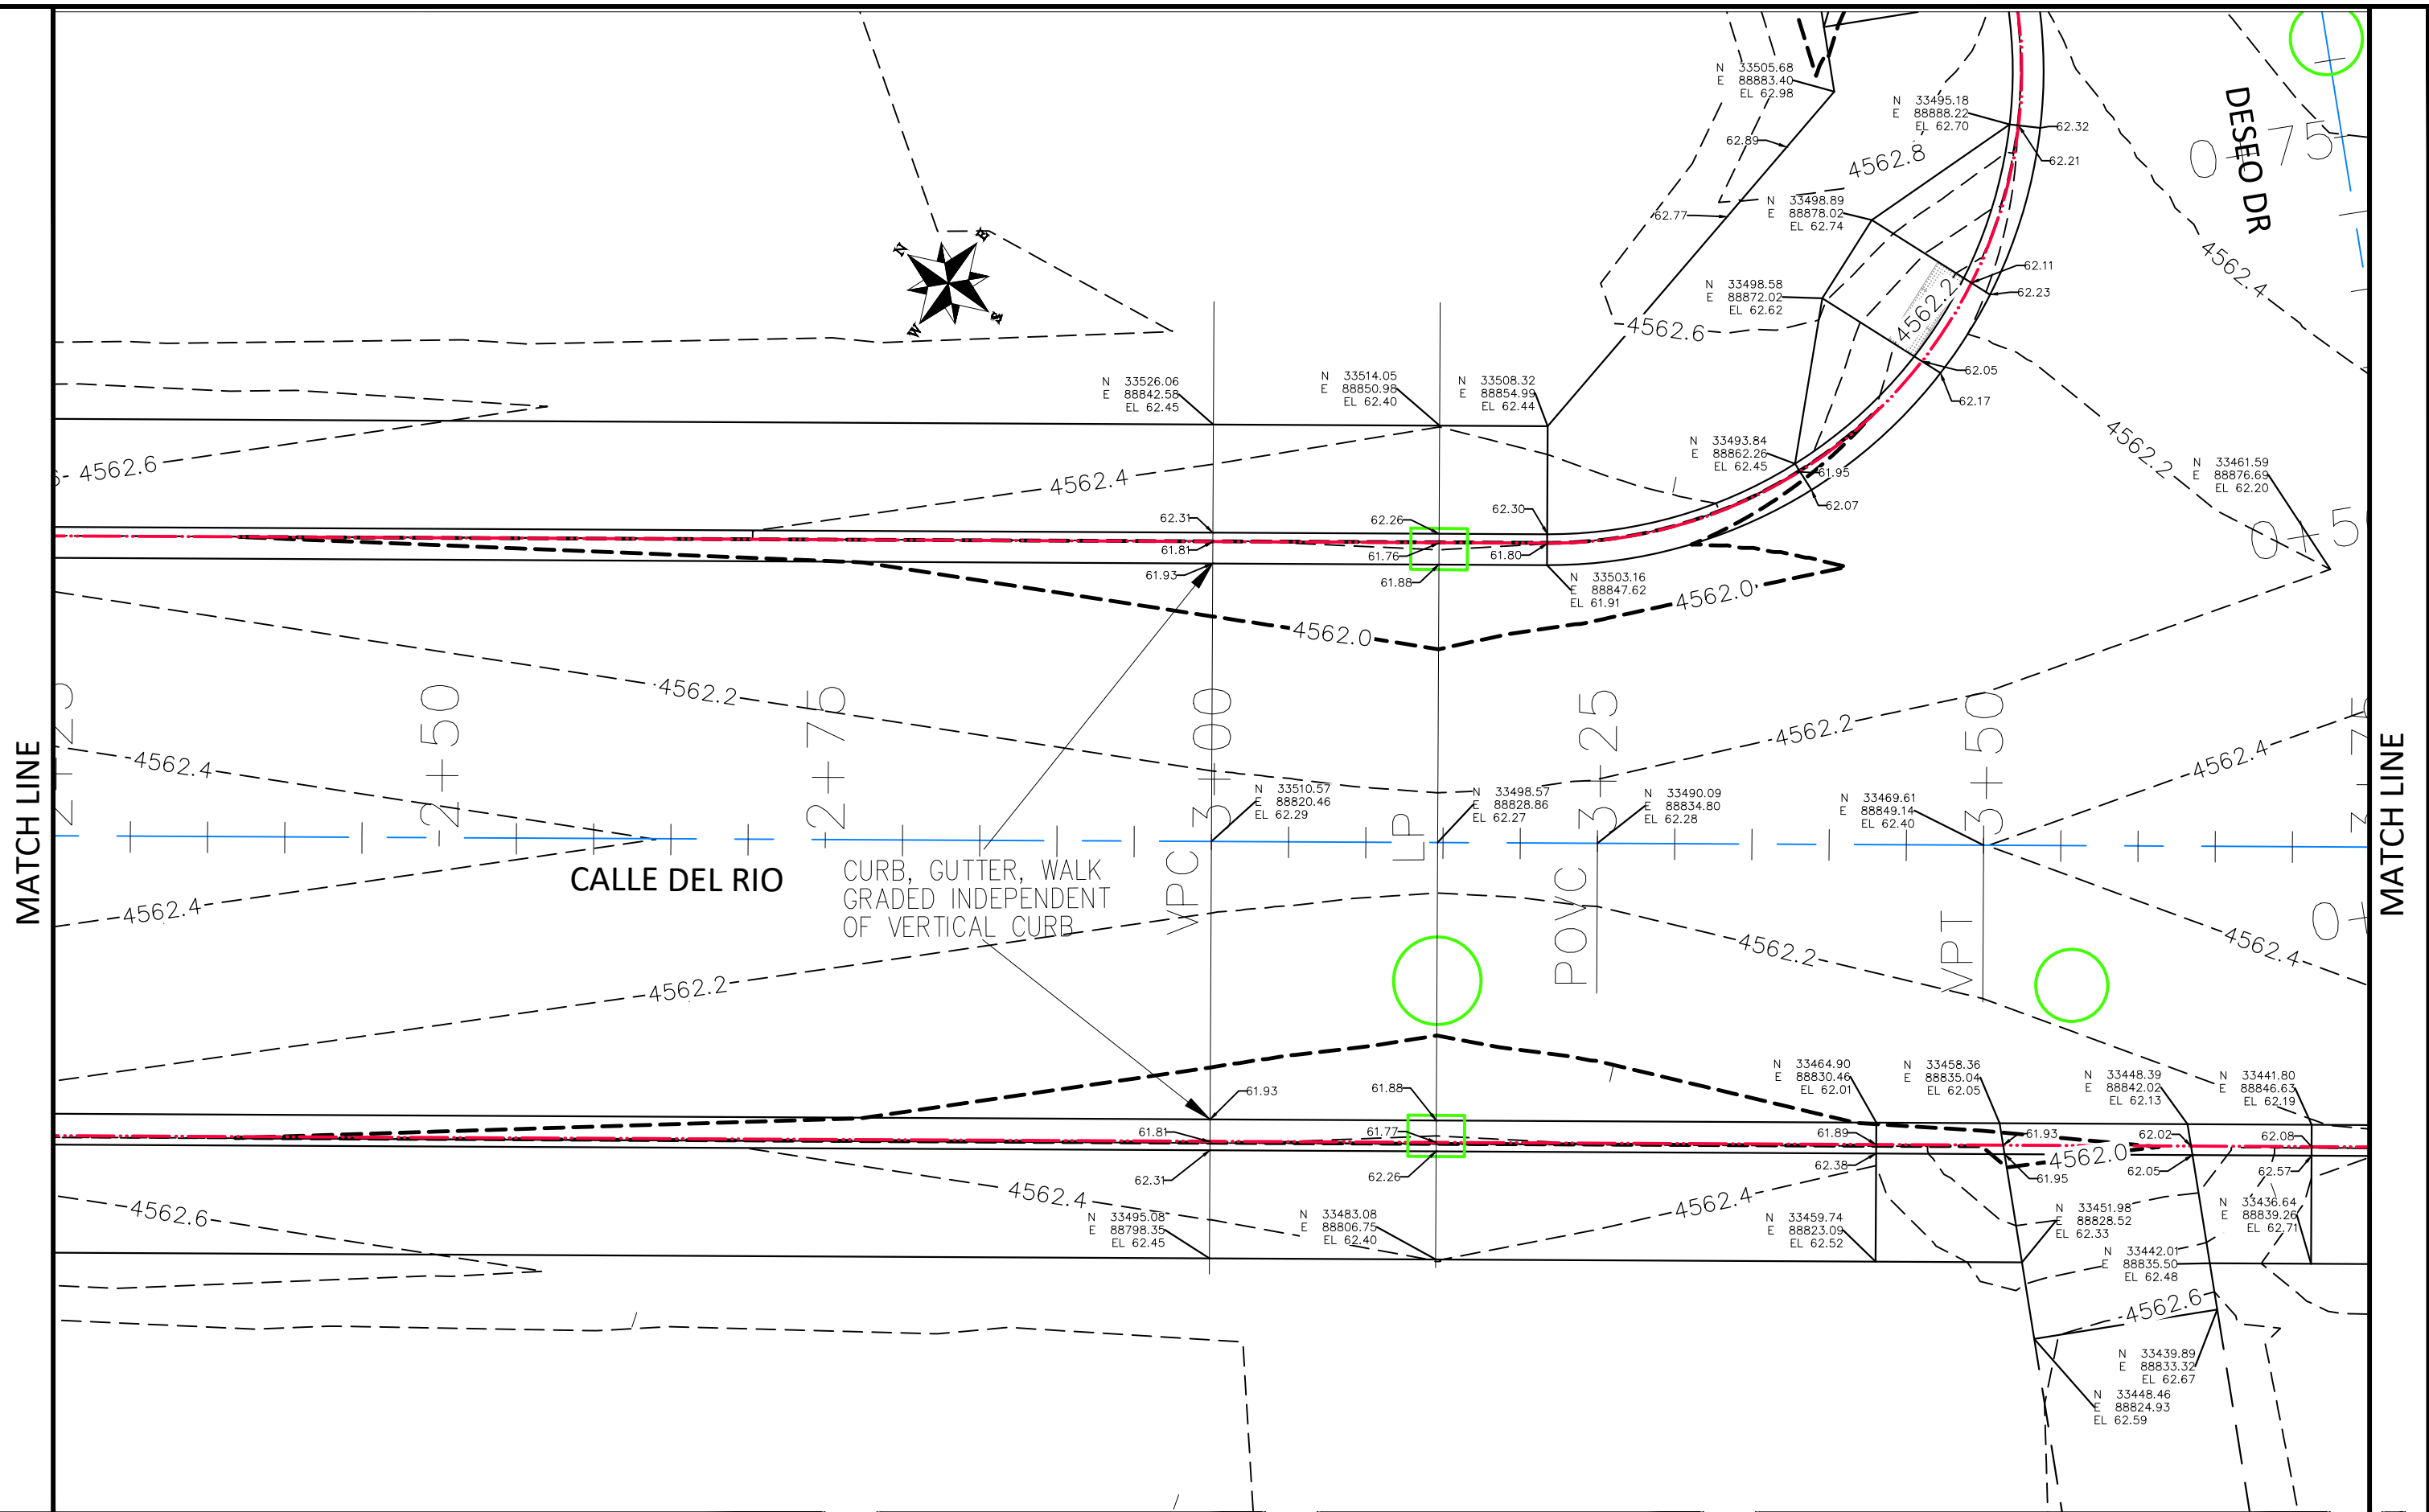 N 33505.68
E 88883.40
EL 62.98
N 33495.18
E 88888.22
EL 62.70
62.32
62.89
62.21
4562.8
0+75
DESEO DR
N
E
W
S
62.77
N 33498.89
E 88878.02
EL 62.74
4562.4
62.11
62.23
N 33498.58
E 88872.02
EL 62.62
4562.2
4562.6
62.05
62.17
N 33526.06
E 88842.58
EL 62.45
N 33514.05
E 88850.98
EL 62.40
N 33508.32
E 88854.99
EL 62.44
4562.2
N 33493.84
E 88862.26
EL 62.45
61.95
62.07
N 33461.59
E 88876.69
EL 62.20
4562.6
4562.4
62.31
62.26
62.30
61.81
61.76
61.80
61.93
61.88
N 33503.16
E 88847.62
EL 61.91
4562.0
4562.0
4562.2
4562.2
4562.4
4562.4
2+50
2+75
3+00
3+25
3+50
N 33510.57
E 88820.46
EL 62.29
N 33498.57
E 88828.86
EL 62.27
N 33490.09
E 88834.80
EL 62.28
N 33469.61
E 88849.14
EL 62.40
MATCH LINE
MATCH LINE
VPC
LP
POVC
VPT
CALLE DEL RIO
CURB, GUTTER, WALK
GRADED INDEPENDENT
OF VERTICAL CURB
4562.4
4562.2
4562.2
4562.4
N 33464.90
E 88830.46
EL 62.01
N 33458.36
E 88835.04
EL 62.05
N 33448.39
E 88842.02
EL 62.13
N 33441.80
E 88846.63
EL 62.19
61.93
61.88
61.81
61.77
61.89
61.93
62.02
62.08
62.31
62.26
62.38
61.95
4562.0
62.05
62.57
4562.6
4562.4
4562.4
N 33495.08
E 88798.35
EL 62.45
N 33483.08
E 88806.75
EL 62.40
N 33459.74
E 88823.09
EL 62.52
N 33451.98
E 88828.52
EL 62.33
N 33436.64
E 88839.26
EL 62.71
N 33442.01
E 88835.50
EL 62.48
4562.6
N 33439.89
E 88833.32
EL 62.67
N 33448.46
E 88824.93
EL 62.59